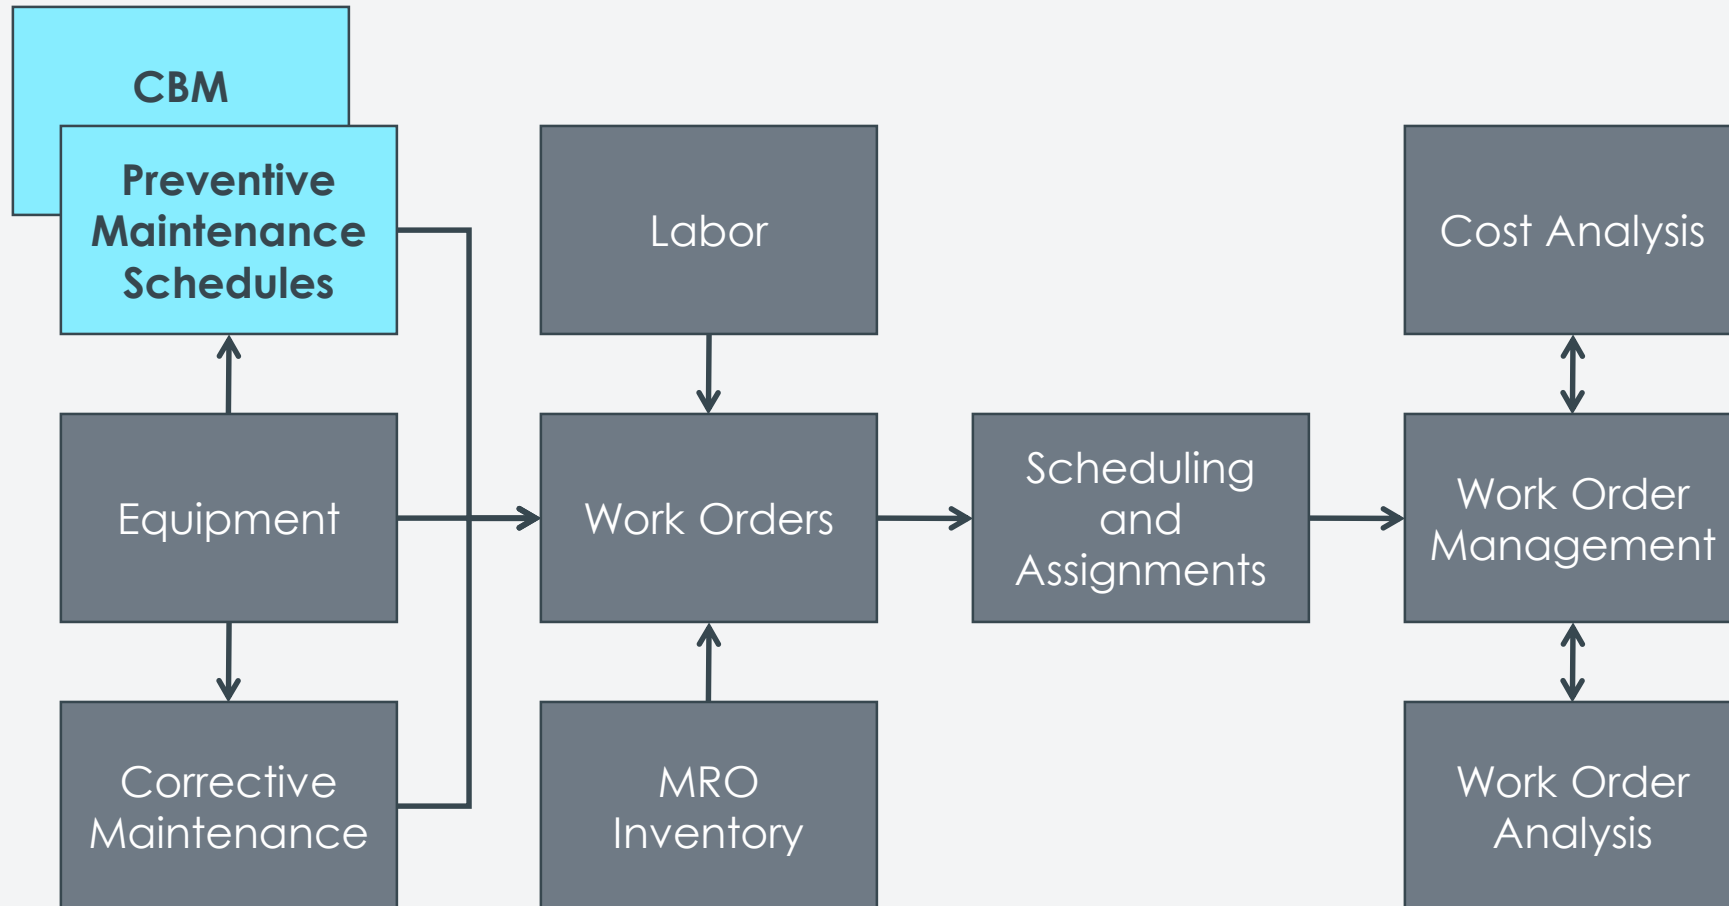 CBM
Preventive
Maintenance
Schedules
Labor
Cost Analysis
Equipment
Work Orders
Scheduling
and
Assignments
Work Order
Management
Corrective
Maintenance
MRO
Inventory
Work Order
Analysis